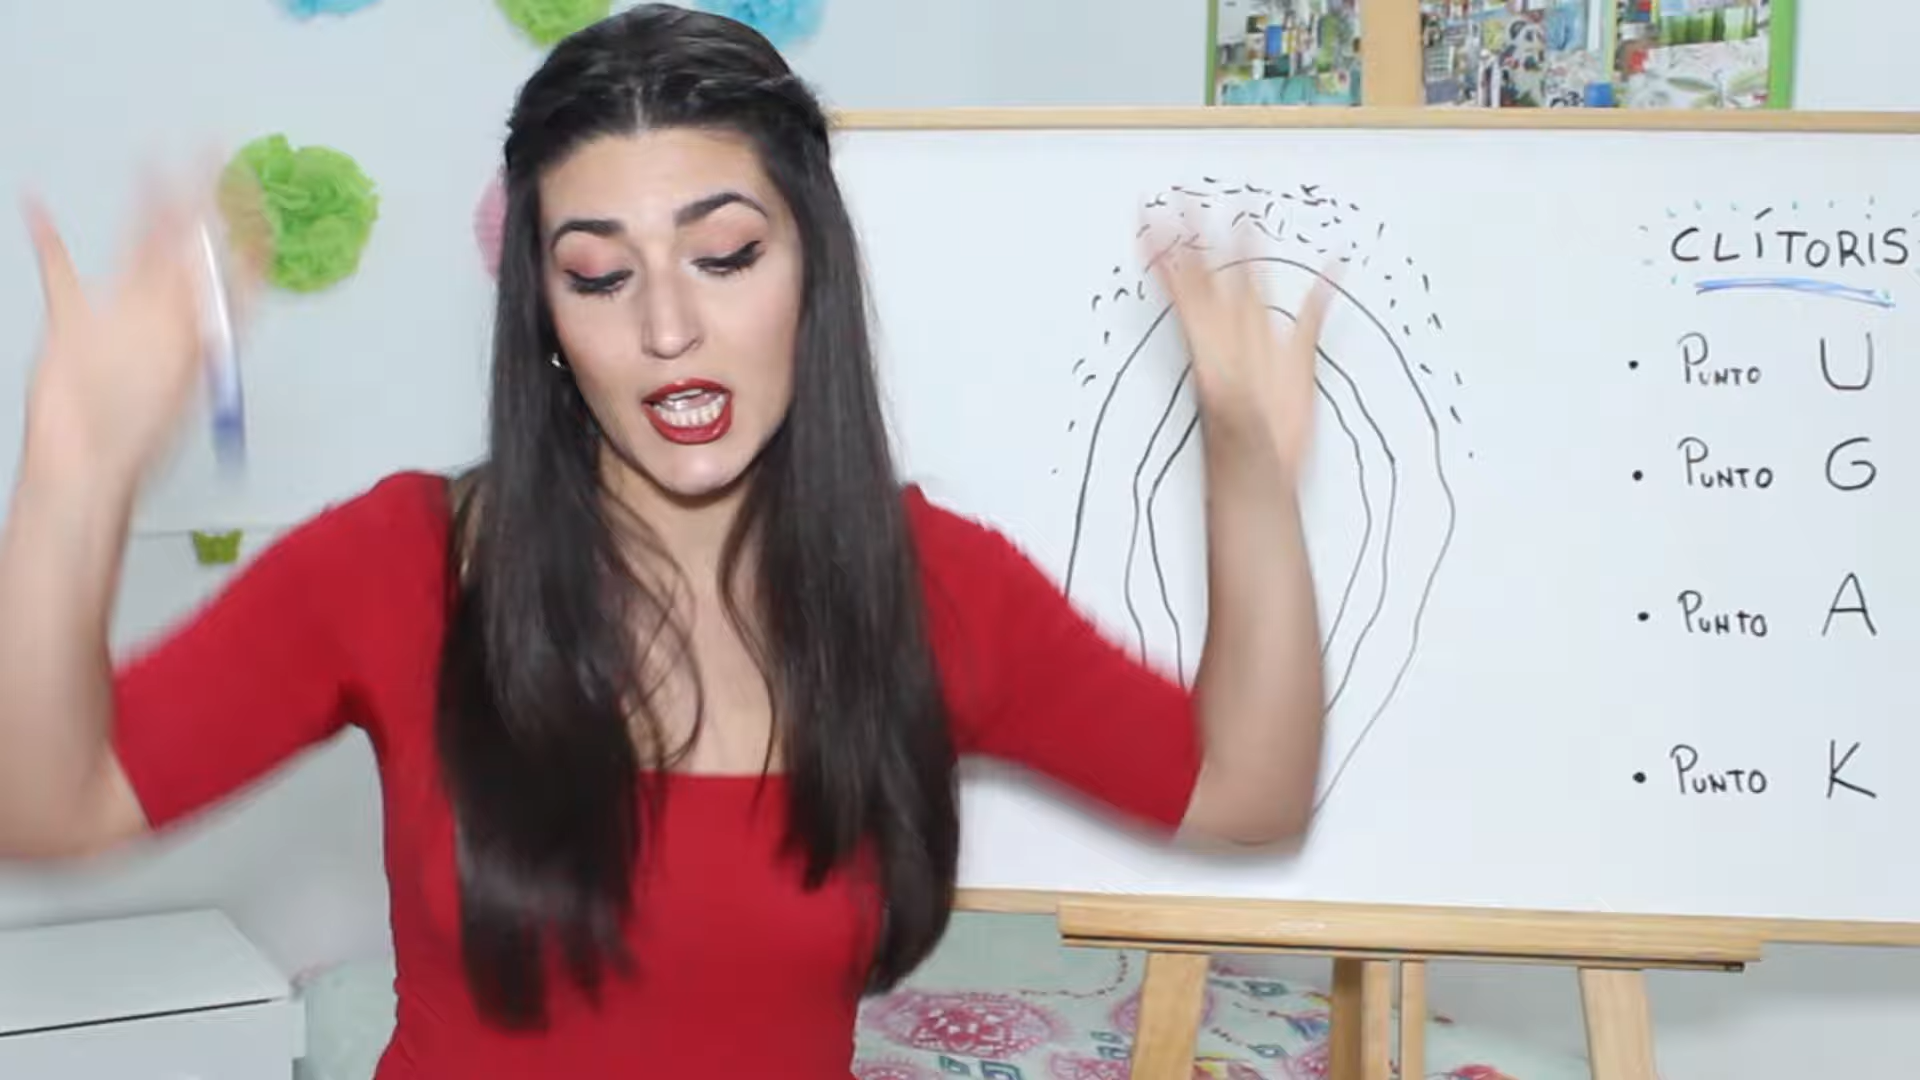 CLÍTORIS
• PUNTO U
• PUNTO G
• PUNTO A
• PUNTO K